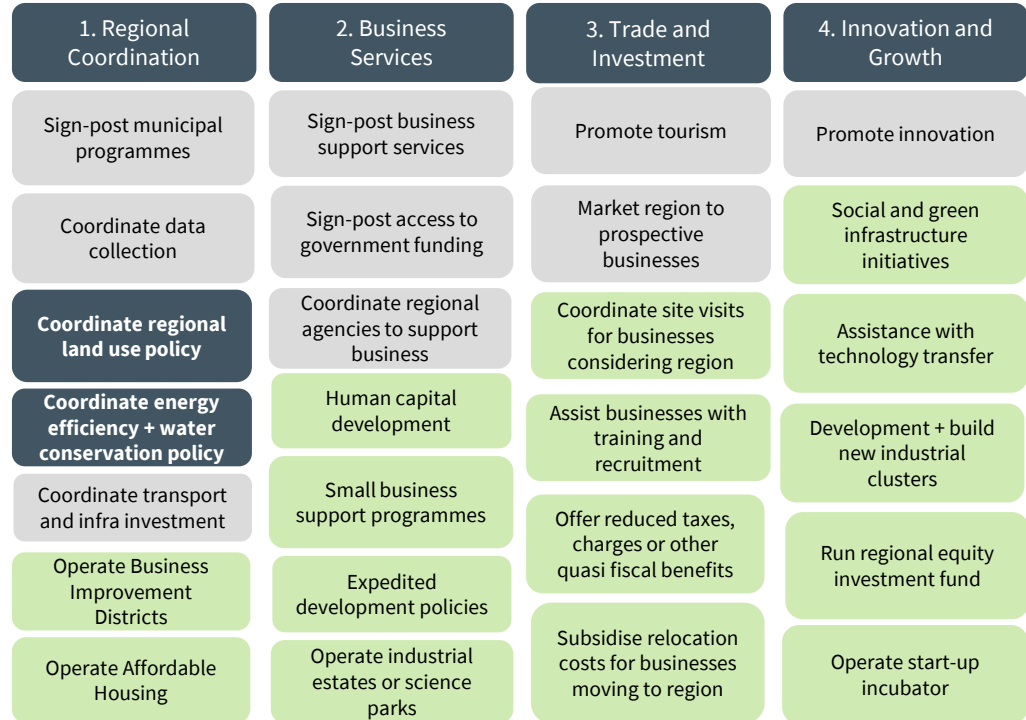 1. Regional
Coordination
Sign-post municipal
programmes
Coordinate data
collection
Coordinate regional
land use policy
Coordinate energy
efficiency + water
conservation policy
Coordinate transport
and infra investment
Operate Business
Improvement
Districts
Operate Affordable
Housing
2. Business
Services
Sign-post business
support services
Sign-post access to
government funding
Coordinate regional
agencies to support
business
Human capital
development
Small business
support programmes
Expedited
development policies
Operate industrial
estates or science
parks
3. Trade and
Investment
Promote tourism
Market region to
prospective
businesses
Coordinate site visits
for businesses
considering region
Assist businesses with
training and
recruitment
Offer reduced taxes,
charges or other
quasi fiscal benefits
Subsidise relocation
costs for businesses
moving to region
4. Innovation and
Growth
Promote innovation
Social and green
infrastructure
initiatives
Assistance with
technology transfer
Development + build
new industrial
clusters
Run regional equity
investment fund
Operate start-up
incubator